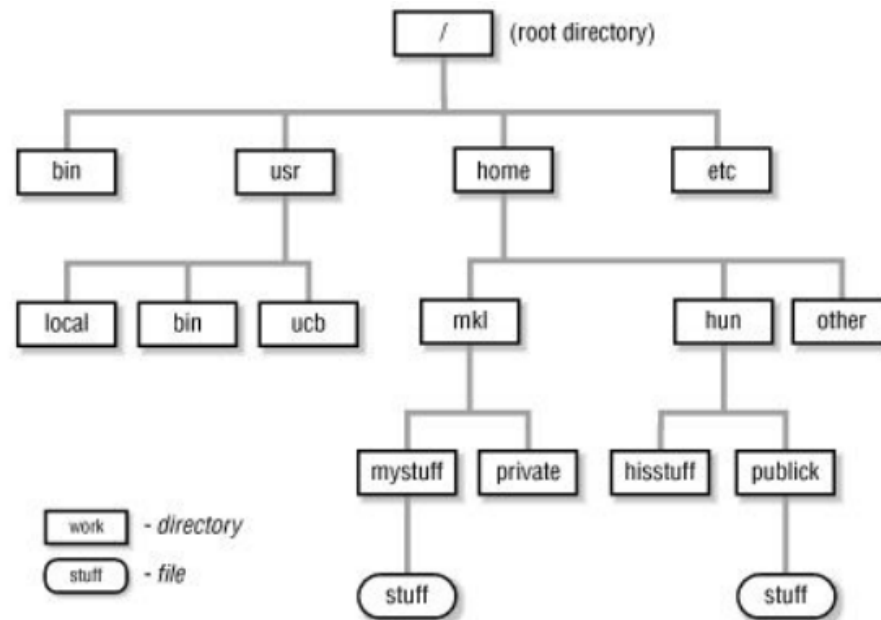 / (root directory)
bin usr home etc
local bin ucb mkl hun other
mystuff private hisstuff publick
work - directory
stuff - file
stuff stuff